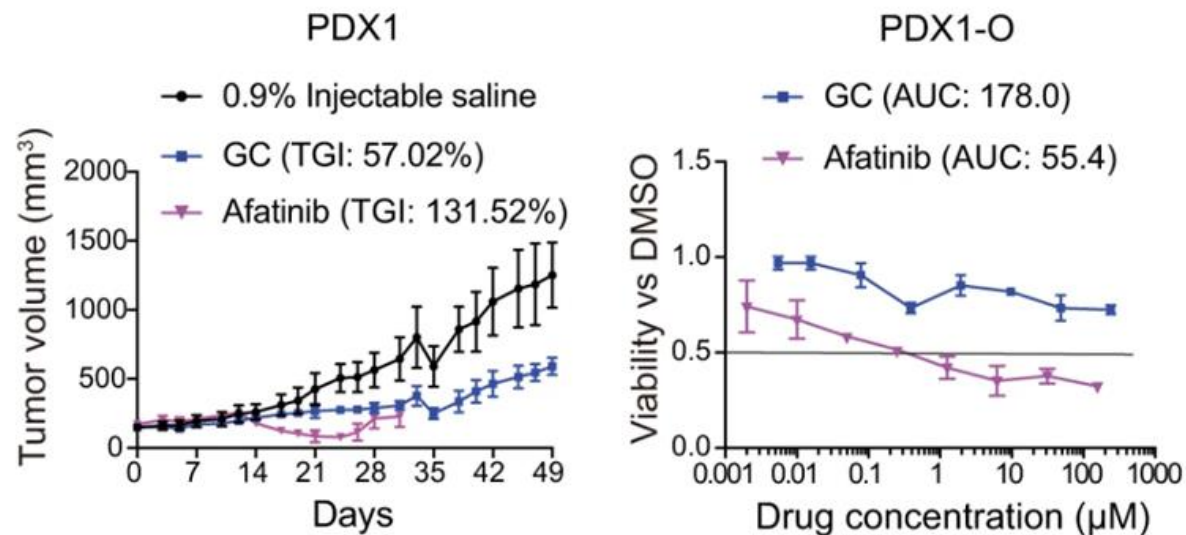 PDX1
0.9% Injectable saline
GC (TGI: 57.02%)
Afatinib (TGI: 131.52%)
Tumor volume (mm³)
2000
1500
1000
500
0
0 7 14 21 28 35 42 49
Days
PDX1-O
GC (AUC: 178.0)
Afatinib (AUC: 55.4)
Viability vs DMSO
1.5
1.0
0.5
0.0
0.001 0.01 0.1 1 10 100 1000
Drug concentration (μM)